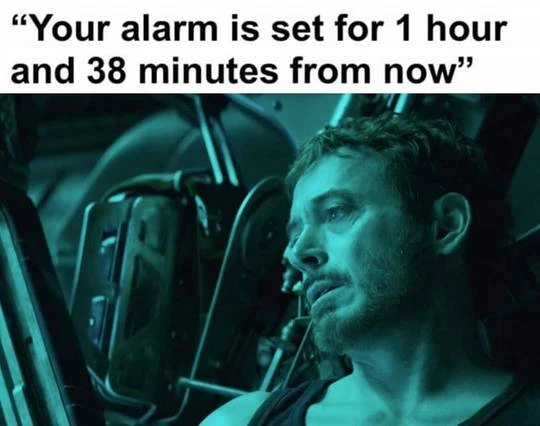 “Your alarm is set for 1 hour
and 38 minutes from now”